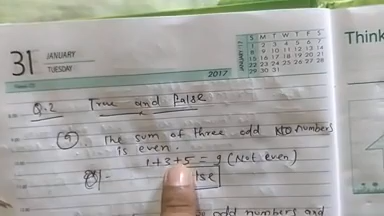 31 JANUARY
TUESDAY
2017
S M T W T F S
1 2 3 4 5 6 7
8 9 10 11 12 13 14
15 16 17 18 19 20 21
22 23 24 25 26 27 28
29 30 31
Think
Q.2 True and False
The sum of three odd numbers
is even.
1+3+5 = 9 (Not even)
odd numbers and